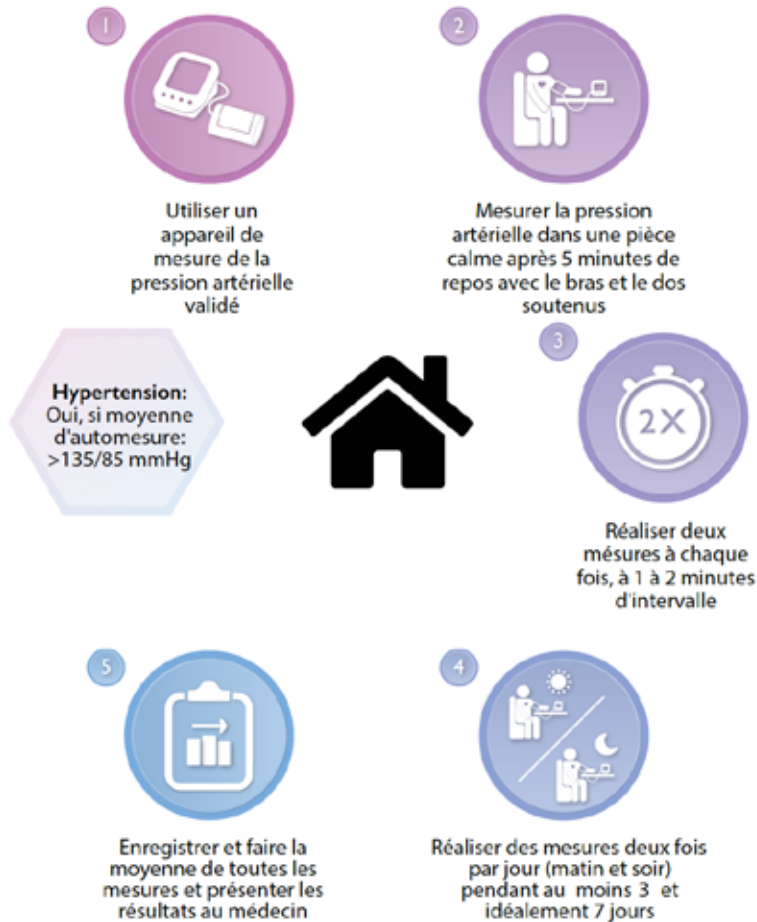 1
Utiliser un
appareil de
mesure de la
pression artérielle
validé
2
Mesurer la pression
artérielle dans une pièce
calme après 5 minutes de
repos avec le bras et le dos
soutenus
3
2X
Réaliser deux
mésures à chaque
fois, à 1 à 2 minutes
d'intervalle
4
Réaliser des mesures deux fois
par jour (matin et soir)
pendant au moins 3 et
idéalement 7 jours
5
Enregistrer et faire la
moyenne de toutes les
mesures et présenter les
résultats au médecin
Hypertension:
Oui, si moyenne
d'automesure:
>135/85 mmHg